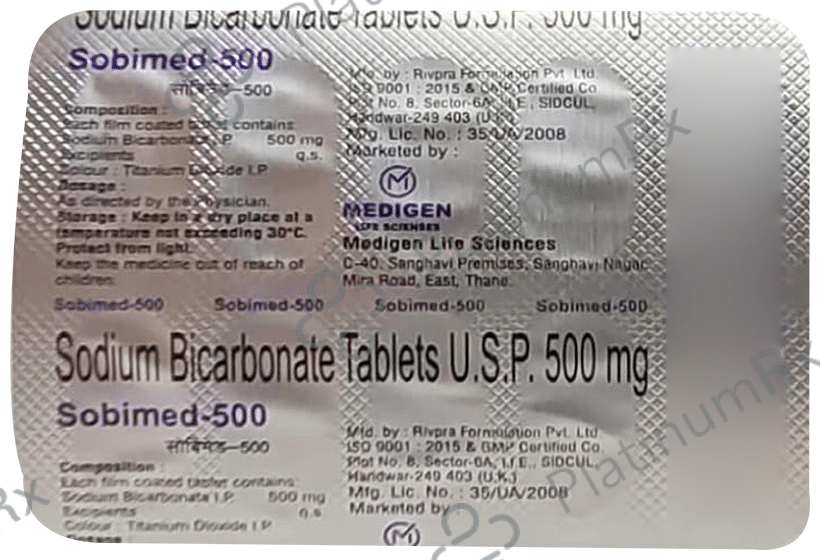 Sodium Bicarbonate Tablets U.S.P. 500 mg
Sobimed-500
सोबिमेड-500
Composition :
Each film coated tablet contains:
Sodium Bicarbonate I.P. 500 mg
Excipients q.s.
Colour : Titanium Dioxide I.P.
Dosage :
As directed by the Physician.
Storage : Keep in a dry place at a
temperature not exceeding 30°C.
Protect from light.
Keep the medicine out of reach of
children.
Mfd. by : Rivpra Formulation Pvt. Ltd.
ISO 9001 : 2015 & GMP Certified Co.
Plot No. 8, Sector-6A, I.I.E., SIDCUL,
Haridwar-249 403 (U.K.)
Mfg. Lic. No. : 35/UA/2008
Marketed by :
M
MEDIGEN
LIFE SCIENSES
Medigen Life Sciences
C-40, Sanghavi Premises, Sanghavi Nagar,
Mira Road, East, Thane.
Sobimed-500 Sobimed-500 Sobimed-500 Sobimed-500
Sodium Bicarbonate Tablets U.S.P. 500 mg
Sobimed-500
सोबिमेड-500
Composition :
Each film coated tablet contains:
Sodium Bicarbonate I.P. 500 mg
Excipients q.s.
Colour : Titanium Dioxide I.P.
Dosage :
Mfd. by : Rivpra Formulation Pvt. Ltd.
ISO 9001 : 2015 & GMP Certified Co.
Plot No. 8, Sector-6A, I.I.E., SIDCUL,
Haridwar-249 403 (U.K.)
Mfg. Lic. No. : 35/UA/2008
Marketed by :
M
PlatinumRx
PlatinumRx
Rx